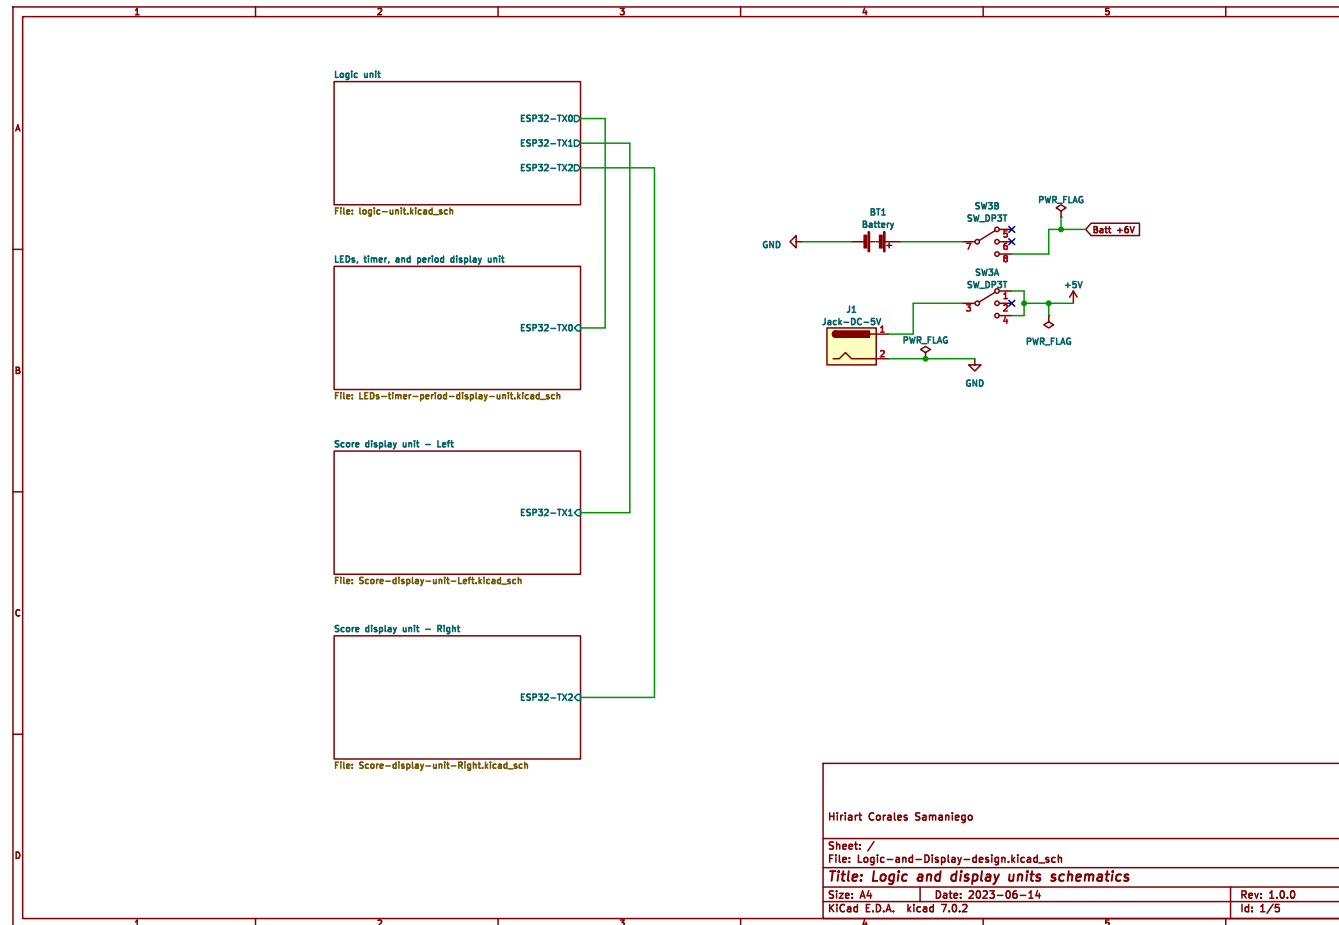 1 2 3 4 5
A
B
C
D
Logic unit
ESP32-TX0
ESP32-TX1
ESP32-TX2
File: logic-unit.kicad_sch
LEDs, timer, and period display unit
ESP32-TX0
File: LEDs-timer-period-display-unit.kicad_sch
Score display unit - Left
ESP32-TX1
File: Score-display-unit-Left.kicad_sch
Score display unit - Right
ESP32-TX2
File: Score-display-unit-Right.kicad_sch
GND
BT1
Battery
+
SW3B
SW_DP3T
7
5
6
8
PWR_FLAG
Batt +6V
SW3A
SW_DP3T
3
1
2
4
+5V
PWR_FLAG
J1
Jack-DC-5V
1
2
PWR_FLAG
GND
Hiriart Corales Samaniego
Sheet: /
File: Logic-and-Display-design.kicad_sch
Title: Logic and display units schematics
Size: A4 Date: 2023-06-14 Rev: 1.0.0
KiCad E.D.A. kicad 7.0.2 Id: 1/5
1 2 3 4 5